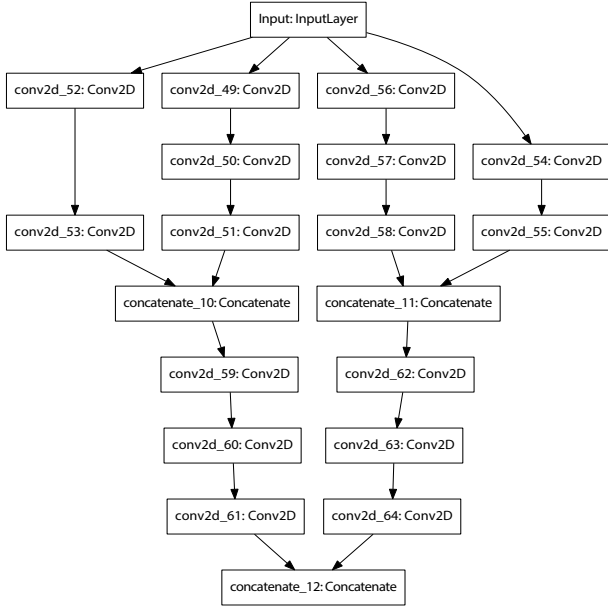 Input: InputLayer
conv2d_52: Conv2D
conv2d_49: Conv2D
conv2d_56: Conv2D
conv2d_50: Conv2D
conv2d_57: Conv2D
conv2d_54: Conv2D
conv2d_53: Conv2D
conv2d_51: Conv2D
conv2d_58: Conv2D
conv2d_55: Conv2D
concatenate_10: Concatenate
concatenate_11: Concatenate
conv2d_59: Conv2D
conv2d_62: Conv2D
conv2d_60: Conv2D
conv2d_63: Conv2D
conv2d_61: Conv2D
conv2d_64: Conv2D
concatenate_12: Concatenate